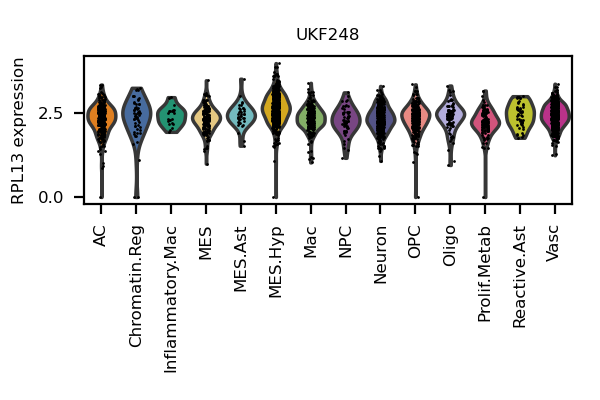 UKF248
RPL13 expression
2.5
0.0
AC
Chromatin.Reg
Inflammatory.Mac
MES
MES.Ast
MES.Hyp
Mac
NPC
Neuron
OPC
Oligo
Prolif.Metab
Reactive.Ast
Vasc